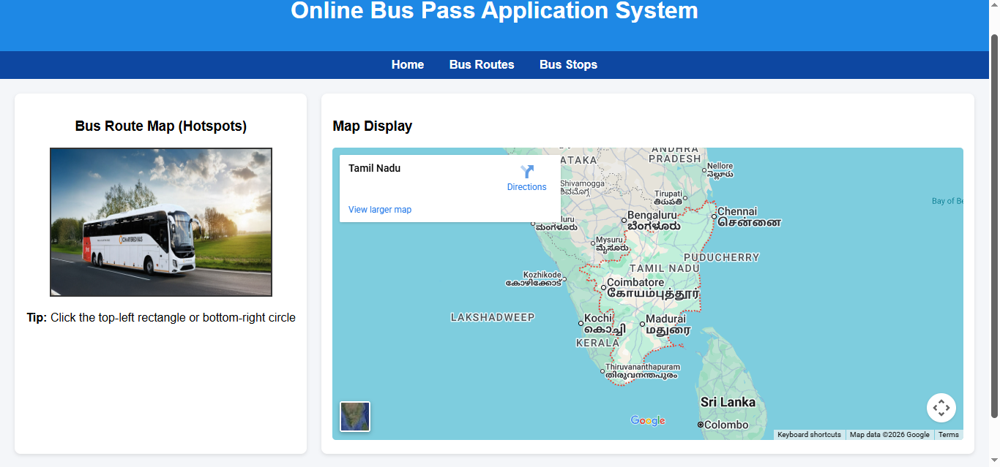 Online Bus Pass Application System
Home Bus Routes Bus Stops
Bus Route Map (Hotspots)
CHARTERED BUS
Tip: Click the top-left rectangle or bottom-right circle
Map Display
Tamil Nadu
Directions
View larger map
ATAKA
ANDHRA
PRADESH
Nellore
నెల్లూరు
Shivamogga
ಶಿವಮೊಗ್ಗ
Tirupati
తిరుపతి
Bay of Be
luru
ಮಂಗಳೂರು
Bengaluru
ಬೆಂಗಳೂರು
Chennai
சென்னை
Mysuru
ಮೈಸೂರು
PUDUCHERRY
TAMIL NADU
Kozhikode
കോഴിക്കോട്
Coimbatore
கோயம்புத்தூர்
LAKSHADWEEP
Kochi
കൊച്ചി
Madurai
மதுரை
KERALA
Thiruvananthapuram
തിരുവനന്തപുരം
Sri Lanka
Colombo
Google
Keyboard shortcuts Map data ©2026 Google Terms